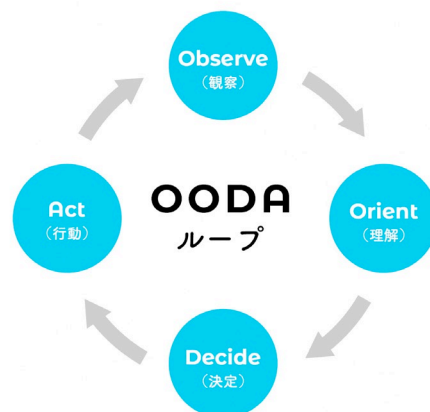 Observe
（観察）
OODA
ループ
Act
（行動）
Orient
（理解）
Decide
（決定）